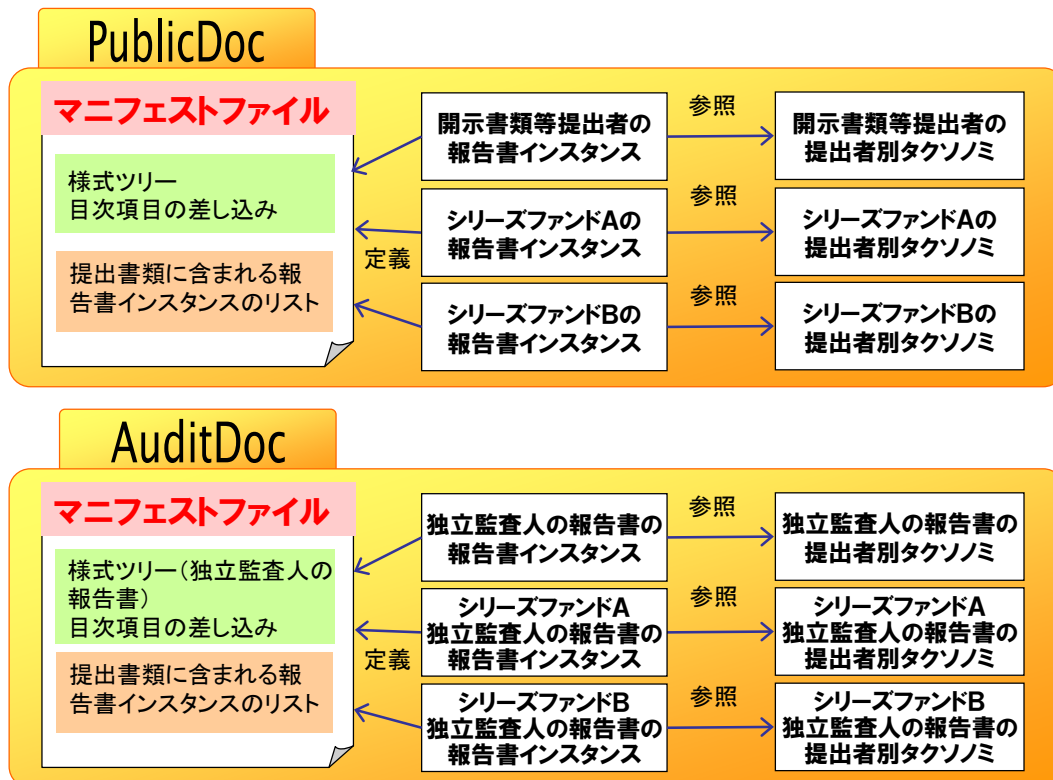 PublicDoc
マニフェストファイル
様式ツリー
目次項目の差し込み
提出書類に含まれる報
告書インスタンスのリスト
定義
開示書類等提出者の
報告書インスタンス
参照
開示書類等提出者の
提出者別タクソノミ
シリーズファンドAの
報告書インスタンス
参照
シリーズファンドAの
提出者別タクソノミ
シリーズファンドBの
報告書インスタンス
参照
シリーズファンドBの
提出者別タクソノミ
AuditDoc
マニフェストファイル
様式ツリー（独立監査人の
報告書）
目次項目の差し込み
提出書類に含まれる報
告書インスタンスのリスト
定義
独立監査人の報告書の
報告書インスタンス
参照
独立監査人の報告書の
提出者別タクソノミ
シリーズファンドA
独立監査人の報告書の
報告書インスタンス
参照
シリーズファンドA
独立監査人の報告書の
提出者別タクソノミ
シリーズファンドB
独立監査人の報告書の
報告書インスタンス
参照
シリーズファンドB
独立監査人の報告書の
提出者別タクソノミ